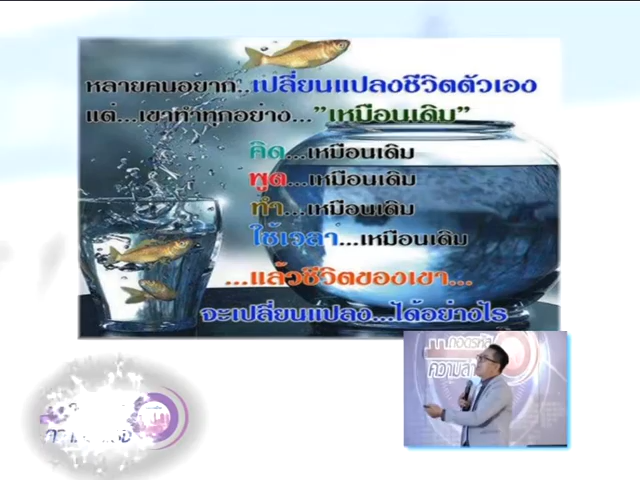 หลายคนอยาก..เปลี่ยนแปลงชีวิตตัวเอง
แต่...เขาทำทุกอย่าง..."เหมือนเดิม"
คิด...เหมือนเดิม
พูด...เหมือนเดิม
ทำ...เหมือนเดิม
ใช้เวลา...เหมือนเดิม
...แล้วชีวิตของเขา...
จะเปลี่ยนแปลง...ได้อย่างไร
ถอดรหัส